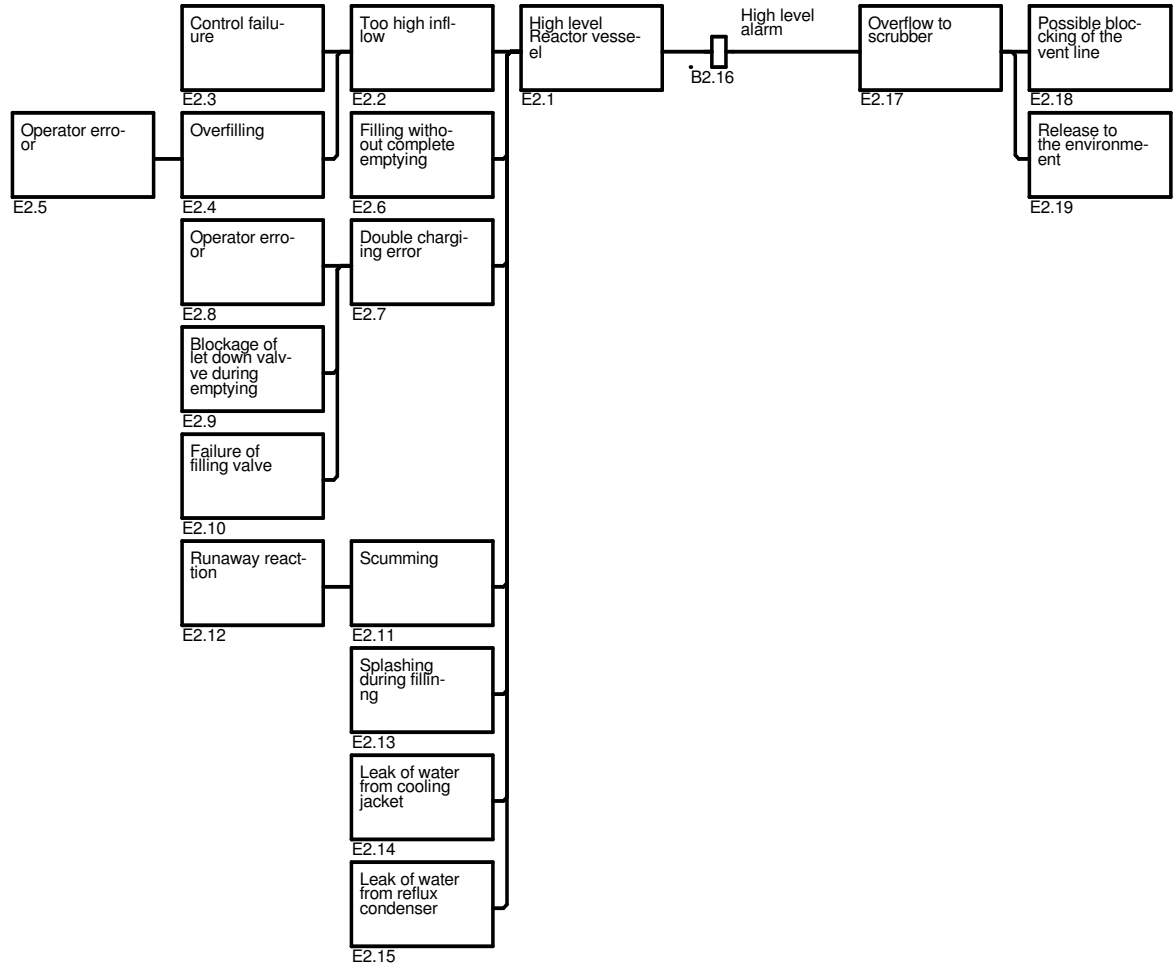 Control failu-
ure
E2.3
Too high infl-
low
E2.2
High level
Reactor vesse-
el
E2.1
High level
alarm
B2.16
Overflow to
scrubber
E2.17
Possible bloc-
cking of the
vent line
E2.18
Operator erro-
or
E2.5
Overfilling
E2.4
Filling witho-
out complete
emptying
E2.6
Release to
the environme-
ent
E2.19
Operator erro-
or
E2.8
Double chargi-
ing error
E2.7
Blockage of
let down valv-
ve during
emptying
E2.9
Failure of
filling valve
E2.10
Runaway react-
tion
E2.12
Scumming
E2.11
Splashing
during fillin-
ng
E2.13
Leak of water
from cooling
jacket
E2.14
Leak of water
from reflux
condenser
E2.15